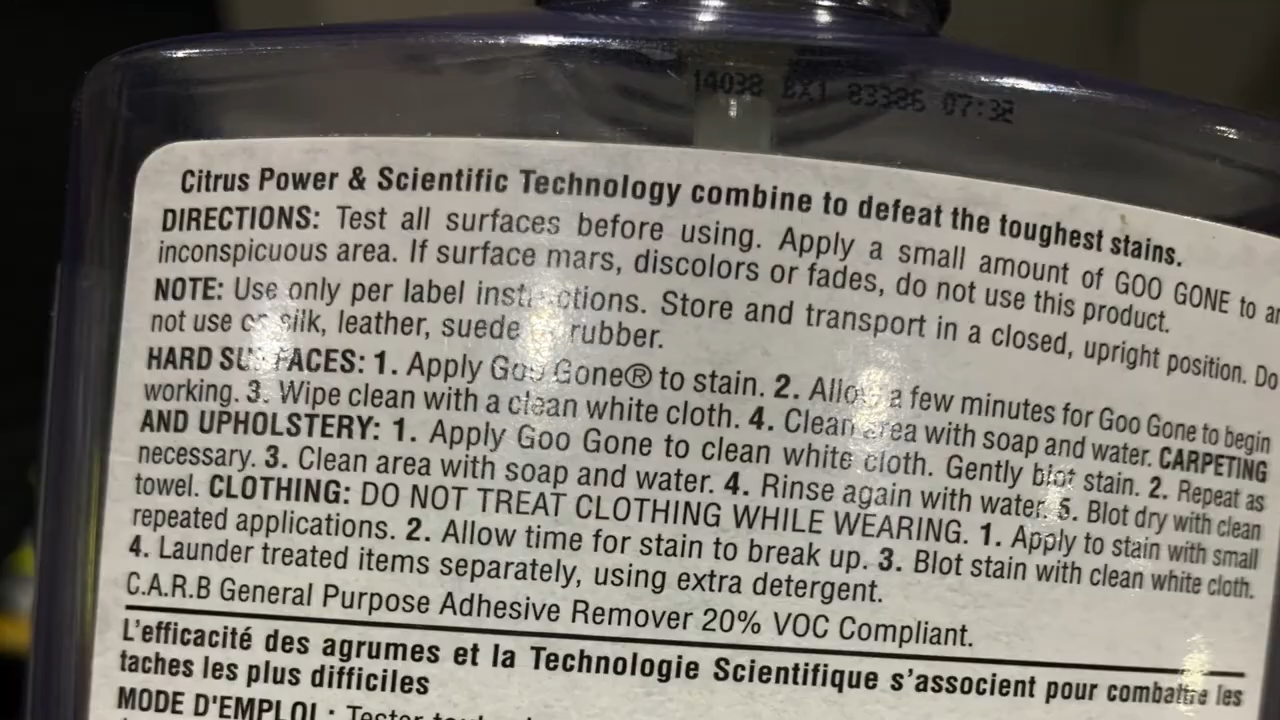 14038 BX1 83386 07:32
Citrus Power & Scientific Technology combine to defeat the toughest stains.
DIRECTIONS: Test all surfaces before using. Apply a small amount of GOO GONE to an
inconspicuous area. If surface mars, discolors or fades, do not use this product.
NOTE: Use only per label instructions. Store and transport in a closed, upright position. Do
not use on silk, leather, suede or rubber.
HARD SURFACES: 1. Apply Goo Gone® to stain. 2. Allow a few minutes for Goo Gone to begin
working. 3. Wipe clean with a clean white cloth. 4. Clean area with soap and water. CARPETING
AND UPHOLSTERY: 1. Apply Goo Gone to clean white cloth. Gently blot stain. 2. Repeat as
necessary. 3. Clean area with soap and water. 4. Rinse again with water. 5. Blot dry with clean
towel. CLOTHING: DO NOT TREAT CLOTHING WHILE WEARING. 1. Apply to stain with small
repeated applications. 2. Allow time for stain to break up. 3. Blot stain with clean white cloth.
4. Launder treated items separately, using extra detergent.
C.A.R.B General Purpose Adhesive Remover 20% VOC Compliant.
L'efficacité des agrumes et la Technologie Scientifique s'associent pour combattre les
taches les plus difficiles
MODE D'EMPLOI : Tester